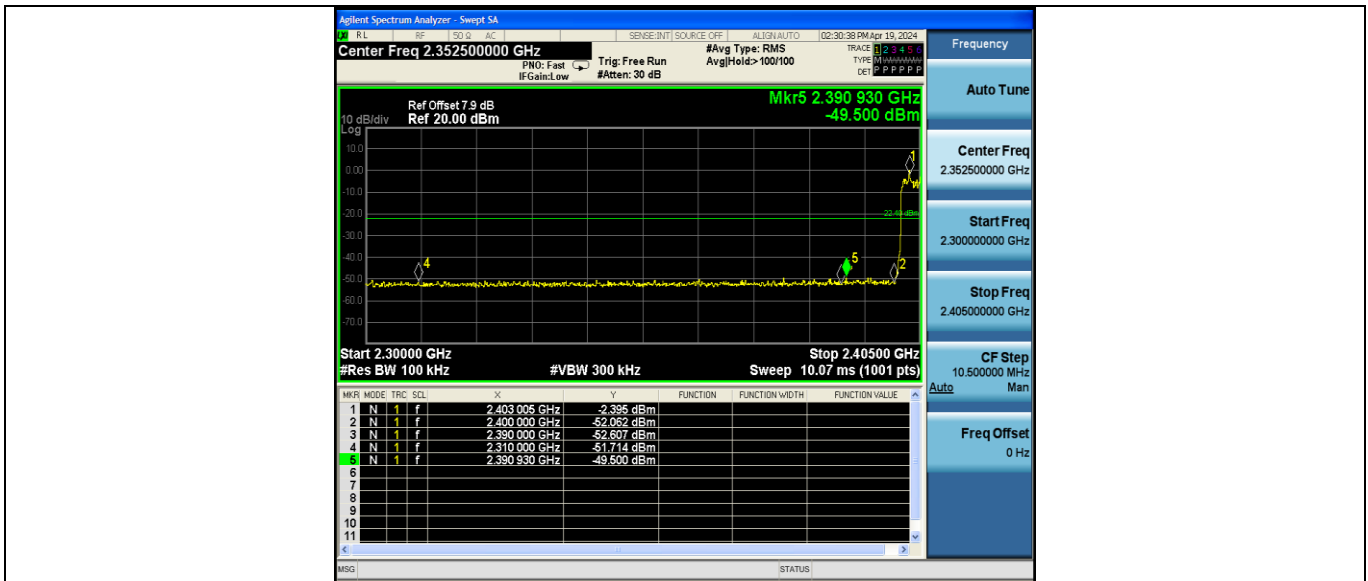 Agilent Spectrum Analyzer - Swept SA
RL RF 50 Ω AC SENSE:INT SOURCE OFF ALIGNAUTO 02:30:38 PM Apr 19, 2024
Center Freq 2.352500000 GHz
PNO: Fast
IFGain:Low
Trig: Free Run
#Atten: 30 dB
#Avg Type: RMS
Avg|Hold:>100/100
TRACE 1 2 3 4 5 6
TYPE M WWWWW
DET P P P P P P
Ref Offset 7.9 dB
10 dB/div Ref 20.00 dBm
Log
Mkr5 2.390 930 GHz
-49.500 dBm
10.0
0.00
-10.0
-20.0
-30.0
-40.0
-50.0
-60.0
-70.0
-22.40 dBm
1
4
5
2
Start 2.30000 GHz Stop 2.40500 GHz
#Res BW 100 kHz #VBW 300 kHz Sweep 10.07 ms (1001 pts)
MKR MODE TRC SCL X Y FUNCTION FUNCTION WIDTH FUNCTION VALUE
1 N 1 f 2.403 005 GHz -2.395 dBm
2 N 1 f 2.400 000 GHz -52.062 dBm
3 N 1 f 2.390 000 GHz -52.607 dBm
4 N 1 f 2.310 000 GHz -51.714 dBm
5 N 1 f 2.390 930 GHz -49.500 dBm
6
7
8
9
10
11
MSG STATUS
Frequency
Auto Tune
Center Freq
2.352500000 GHz
Start Freq
2.300000000 GHz
Stop Freq
2.405000000 GHz
CF Step
10.500000 MHz
Auto Man
Freq Offset
0 Hz